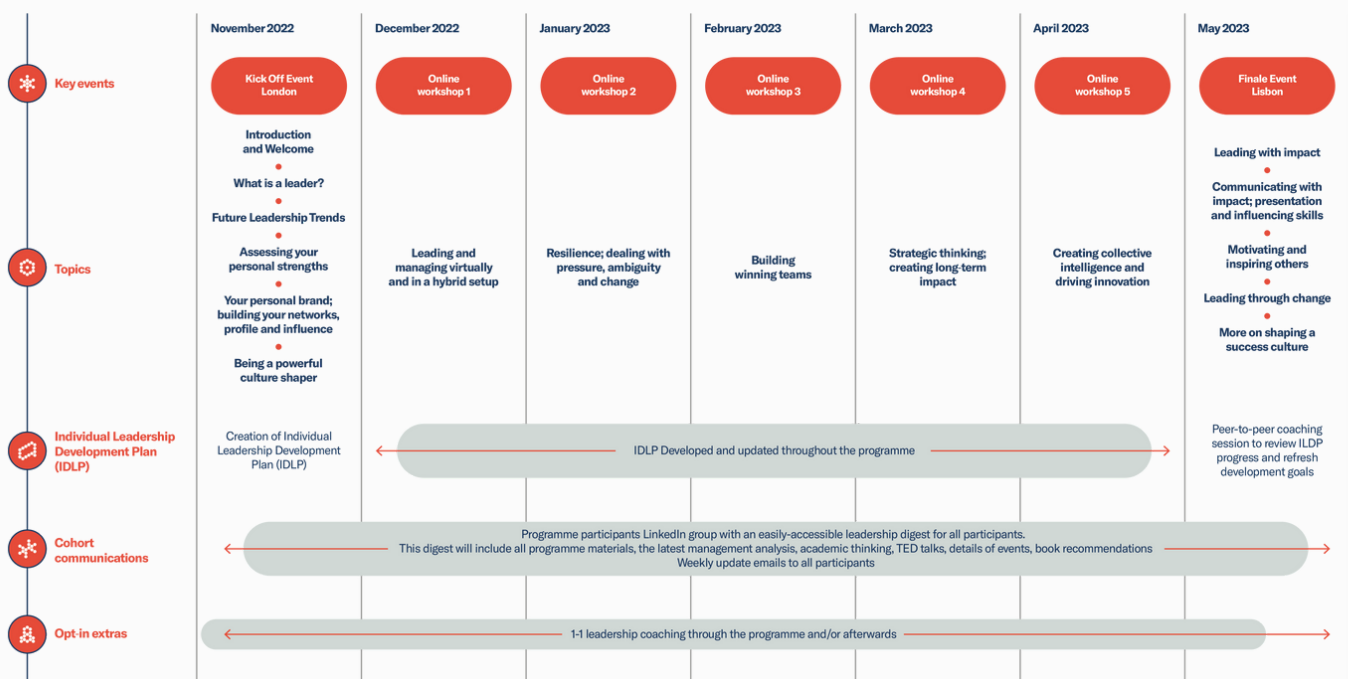 November 2022
December 2022
January 2023
February 2023
March 2023
April 2023
May 2023
Key events
Kick Off Event
London
Online
workshop 1
Online
workshop 2
Online
workshop 3
Online
workshop 4
Online
workshop 5
Finale Event
Lisbon
Topics
Introduction
and Welcome
What is a leader?
Future Leadership Trends
Assessing your
personal strengths
Your personal brand;
building your networks,
profile and influence
Being a powerful
culture shaper
Leading and
managing virtually
and in a hybrid setup
Resilience; dealing with
pressure, ambiguity
and change
Building
winning teams
Strategic thinking;
creating long-term
impact
Creating collective
intelligence and
driving innovation
Leading with impact
Communicating with
impact; presentation
and influencing skills
Motivating and
inspiring others
Leading through change
More on shaping a
success culture
Individual Leadership
Development Plan
(IDLP)
Creation of Individual
Leadership Development
Plan (IDLP)
IDLP Developed and updated throughout the programme
Peer-to-peer coaching
session to review ILDP
progress and refresh
development goals
Cohort
communications
Programme participants LinkedIn group with an easily-accessible leadership digest for all participants.
This digest will include all programme materials, the latest management analysis, academic thinking, TED talks, details of events, book recommendations
Weekly update emails to all participants
Opt-in extras
1-1 leadership coaching through the programme and/or afterwards